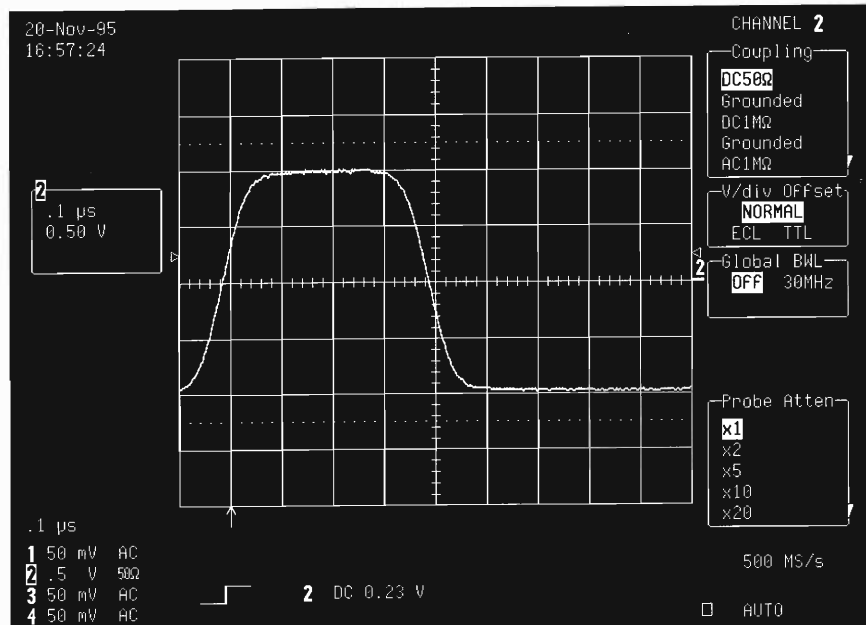 20-Nov-95
16:57:24
CHANNEL 2
Coupling
DC50Ω
Grounded
DC1MΩ
Grounded
AC1MΩ
2
.1 µs
0.50 V
V/div Offset
NORMAL
ECL TTL
2
Global BWL
Off 30MHz
Probe Atten
x1
x2
x5
x10
x20
.1 µs
1 50 mV AC
2 .5 V 50Ω
3 50 mV AC
4 50 mV AC
2 DC 0.23 V
500 MS/s
AUTO